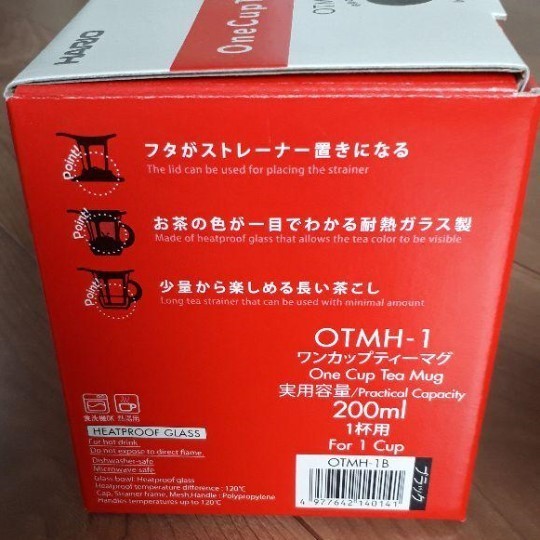 HARIO
OneCup
OTMH
Point!
フタがストレーナー置きになる
The lid can be used for placing the strainer
Point!
お茶の色が一目でわかる耐熱ガラス製
Made of heatproof glass that allows the tea color to be visible
Point!
少量から楽しめる長い茶こし
Long tea strainer that can be used with minimal amount
OTMH-1
ワンカップティーマグ
One Cup Tea Mug
実用容量/Practical Capacity
200ml
1杯用
For 1 Cup
HEATPROOF GLASS
For hot drink
Do not expose to direct flame.
Dishwasher-safe
Microwave safe
Glass bowl: Heatproof glass
Heatproof temperature difference : 120℃
Cap, Strainer frame, Mesh,Handle : Polypropylene
Handles temperatures up to 120℃
OTMH-1B
4 977642 140141
ブラック